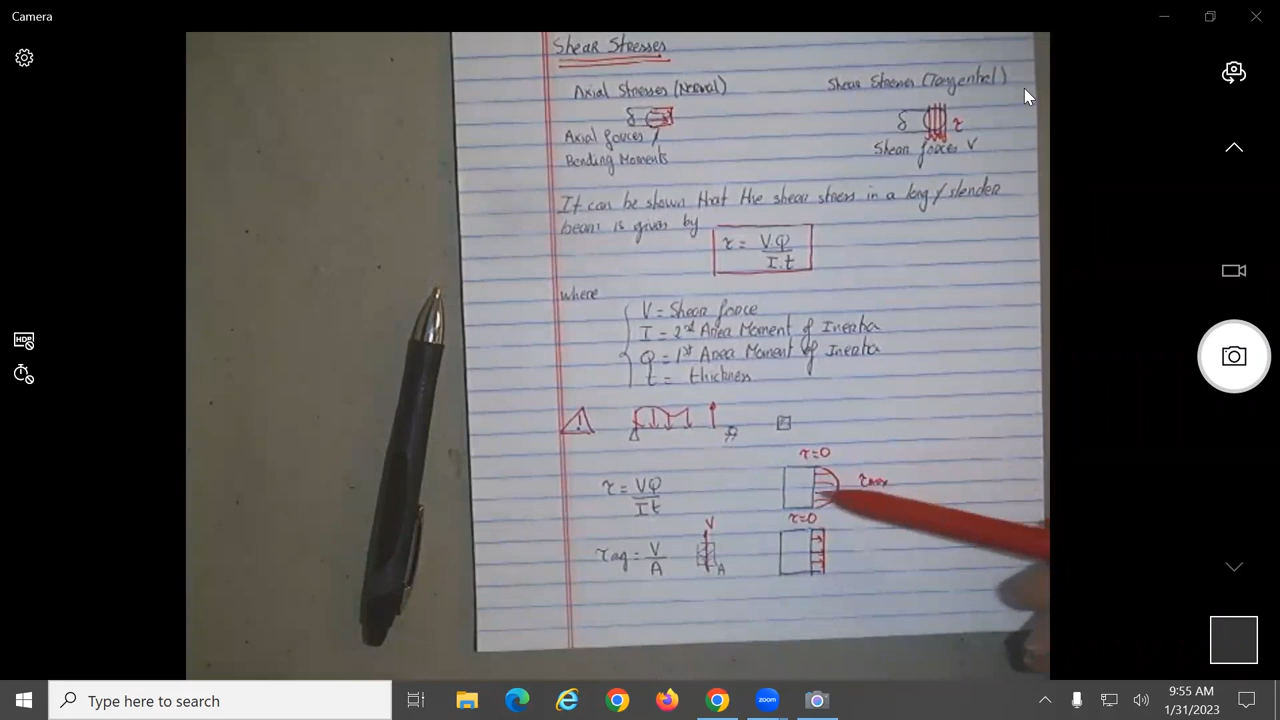 Camera
Shear Stresses
Axial Stresses (Normal)
Shear Stresses (Tangential)
δ
δ τ
Axial forces /
Bending Moments
Shear forces V
It can be shown that the shear stress in a long/slender
beam is given by
τ = V.Q
I.t
where
V = Shear force
I = 2nd Area Moment of Inertia
Q = 1st Area Moment of Inertia
t = thickness
!
τ=0
τ = VQ
It
τmax
τ=0
V
τag = V
A
A
Type here to search
zoom
9:55 AM
1/31/2023